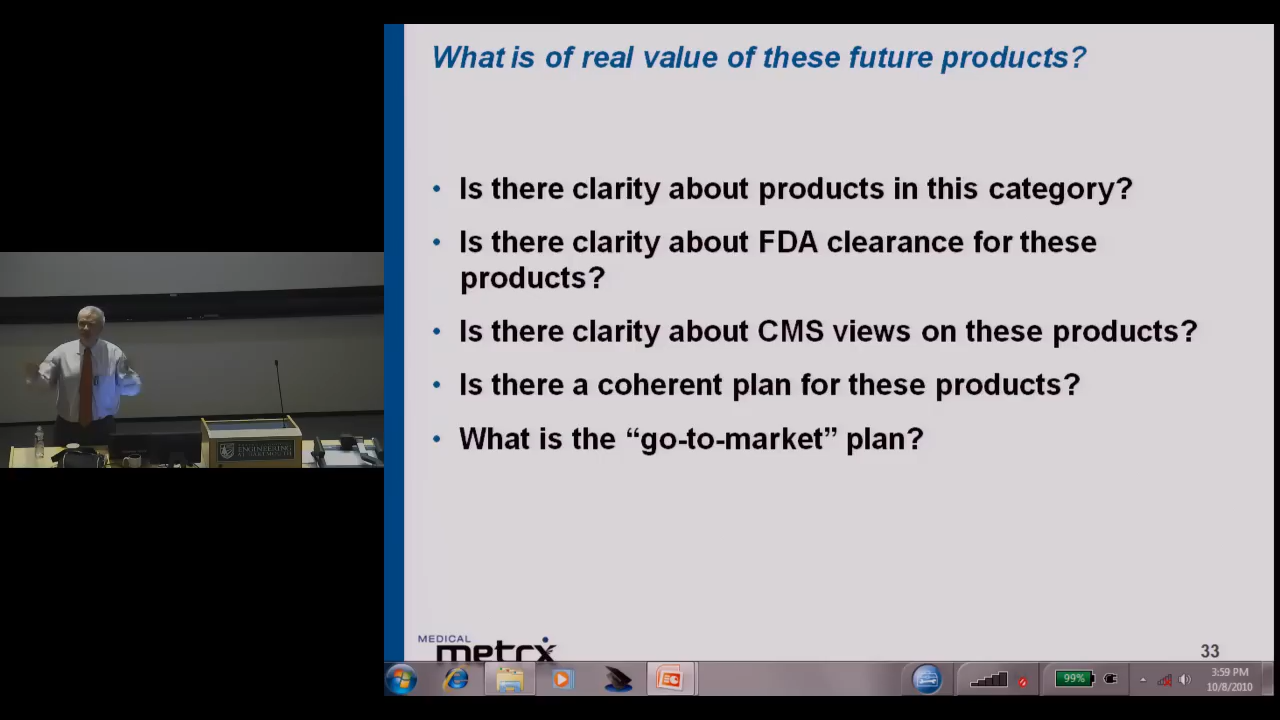 What is of real value of these future products?
• Is there clarity about products in this category?
• Is there clarity about FDA clearance for these
products?
• Is there clarity about CMS views on these products?
• Is there a coherent plan for these products?
• What is the “go-to-market” plan?
ENGINEERING
AT DARTMOUTH
MEDICAL
metrx
33
99%
3:59 PM
10/8/2010